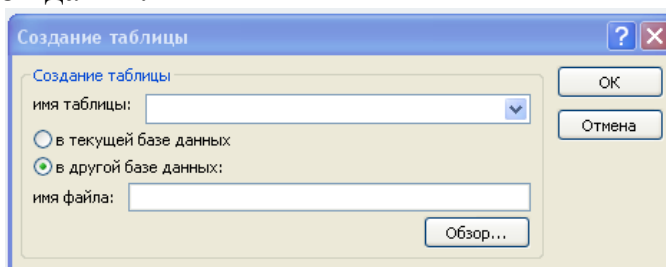 Создание таблицы
Создание таблицы
имя таблицы:
в текущей базе данных
в другой базе данных:
имя файла:
Обзор...
ОК
Отмена